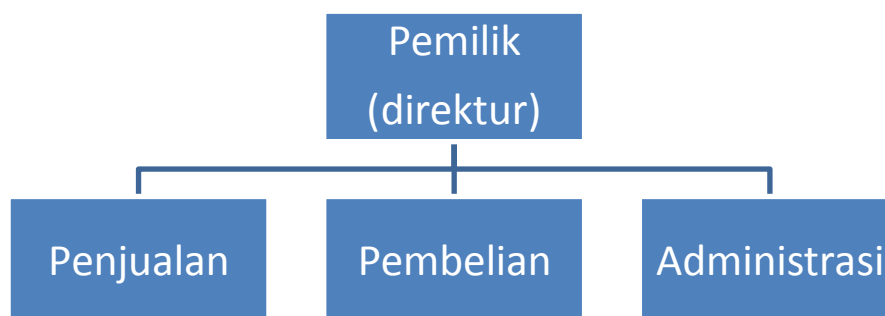 Pemilik
(direktur)
Penjualan
Pembelian
Administrasi